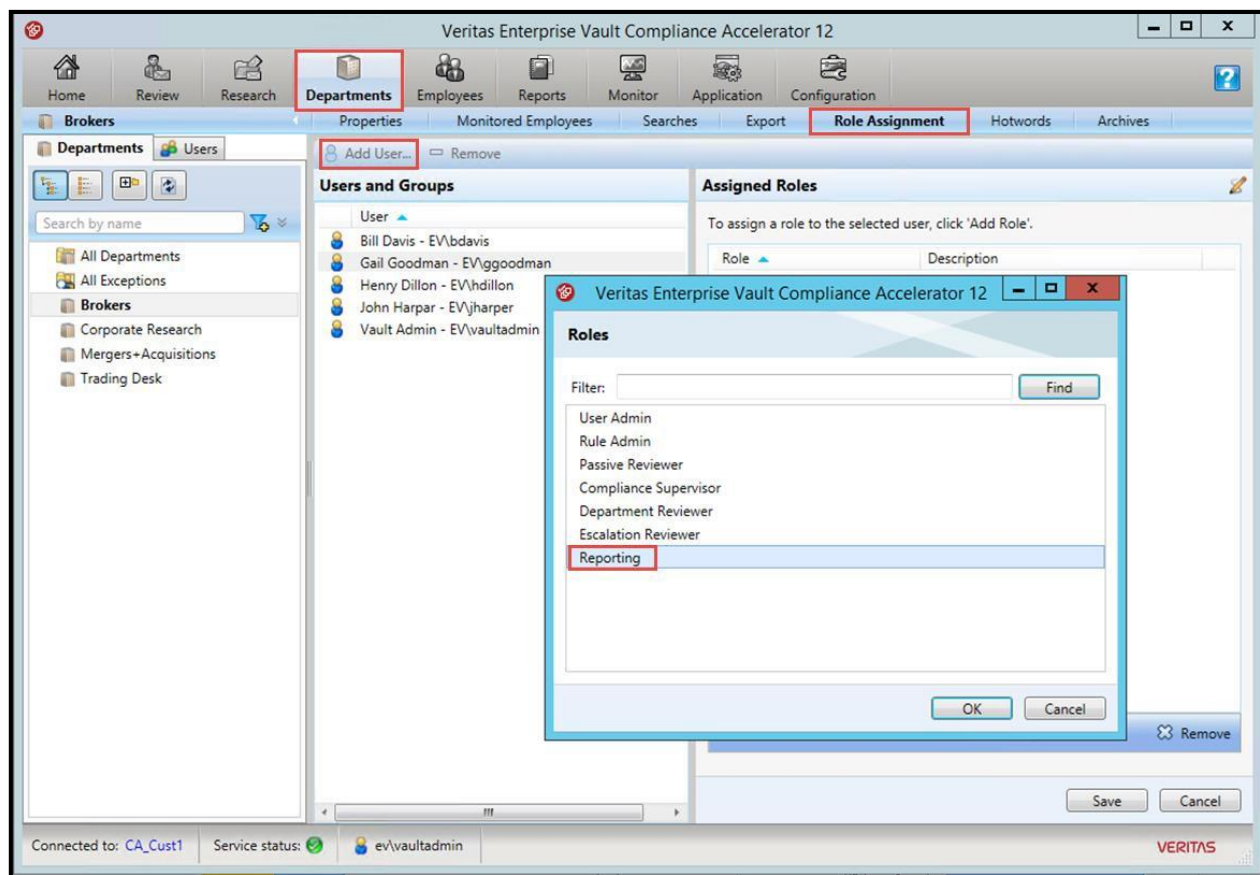 Veritas Enterprise Vault Compliance Accelerator 12
Home Review Research Departments Employees Reports Monitor Application Configuration
Brokers Properties Monitored Employees Searches Export Role Assignment Hotwords Archives
Departments Users
Add User... Remove
Search by name
All Departments
All Exceptions
Brokers
Corporate Research
Mergers+Acquisitions
Trading Desk
Users and Groups
User
Bill Davis - EV\bdavis
Gail Goodman - EV\ggoodman
Henry Dillon - EV\hdillon
John Harpar - EV\jharper
Vault Admin - EV\vaultadmin
Assigned Roles
To assign a role to the selected user, click 'Add Role'.
Role Description
Veritas Enterprise Vault Compliance Accelerator 12
Roles
Filter: Find
User Admin
Rule Admin
Passive Reviewer
Compliance Supervisor
Department Reviewer
Escalation Reviewer
Reporting
OK Cancel
Remove
Save Cancel
Connected to: CA_Cust1 Service status: ev\vaultadmin VERITAS